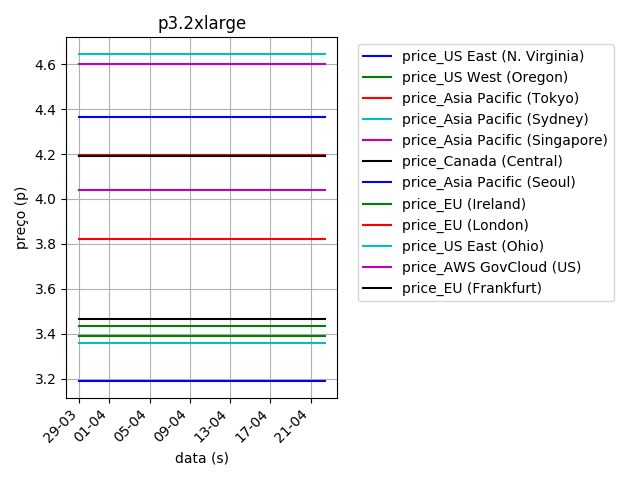 p3.2xlarge
4.6
4.4
4.2
4.0
3.8
3.6
3.4
3.2
preço (p)
29-03
01-04
05-04
09-04
13-04
17-04
21-04
data (s)
price_US East (N. Virginia)
price_US West (Oregon)
price_Asia Pacific (Tokyo)
price_Asia Pacific (Sydney)
price_Asia Pacific (Singapore)
price_Canada (Central)
price_Asia Pacific (Seoul)
price_EU (Ireland)
price_EU (London)
price_US East (Ohio)
price_AWS GovCloud (US)
price_EU (Frankfurt)